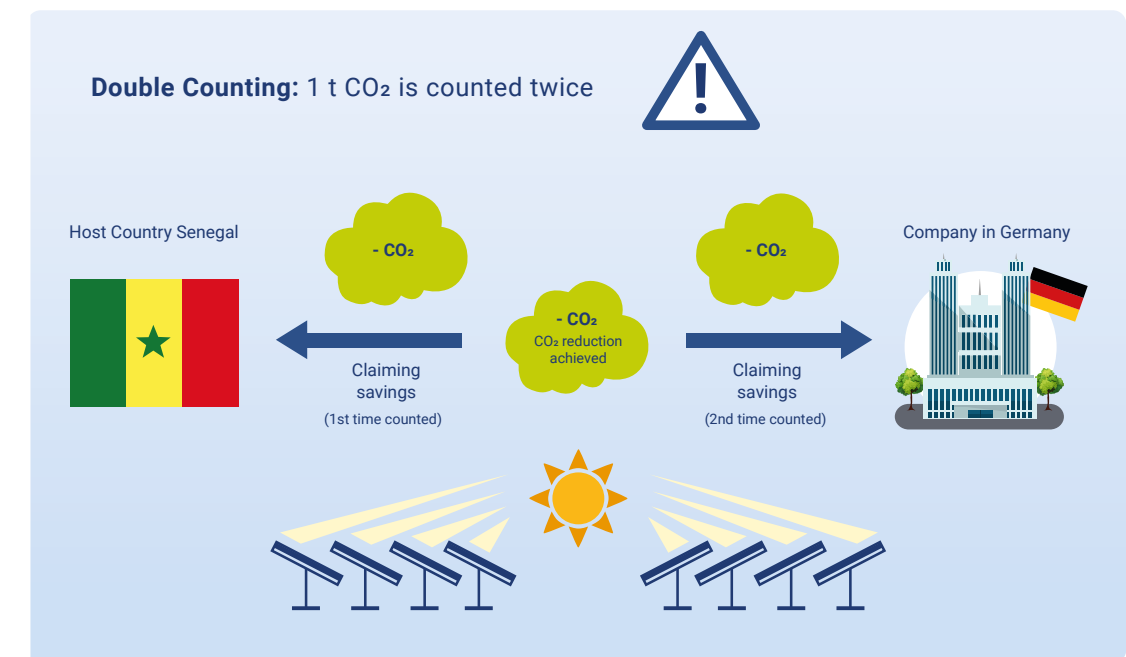 Double Counting: 1 t CO₂ is counted twice
Host Country Senegal
- CO₂
- CO₂
Company in Germany
- CO₂
CO₂ reduction
achieved
Claiming
savings
(1st time counted)
Claiming
savings
(2nd time counted)